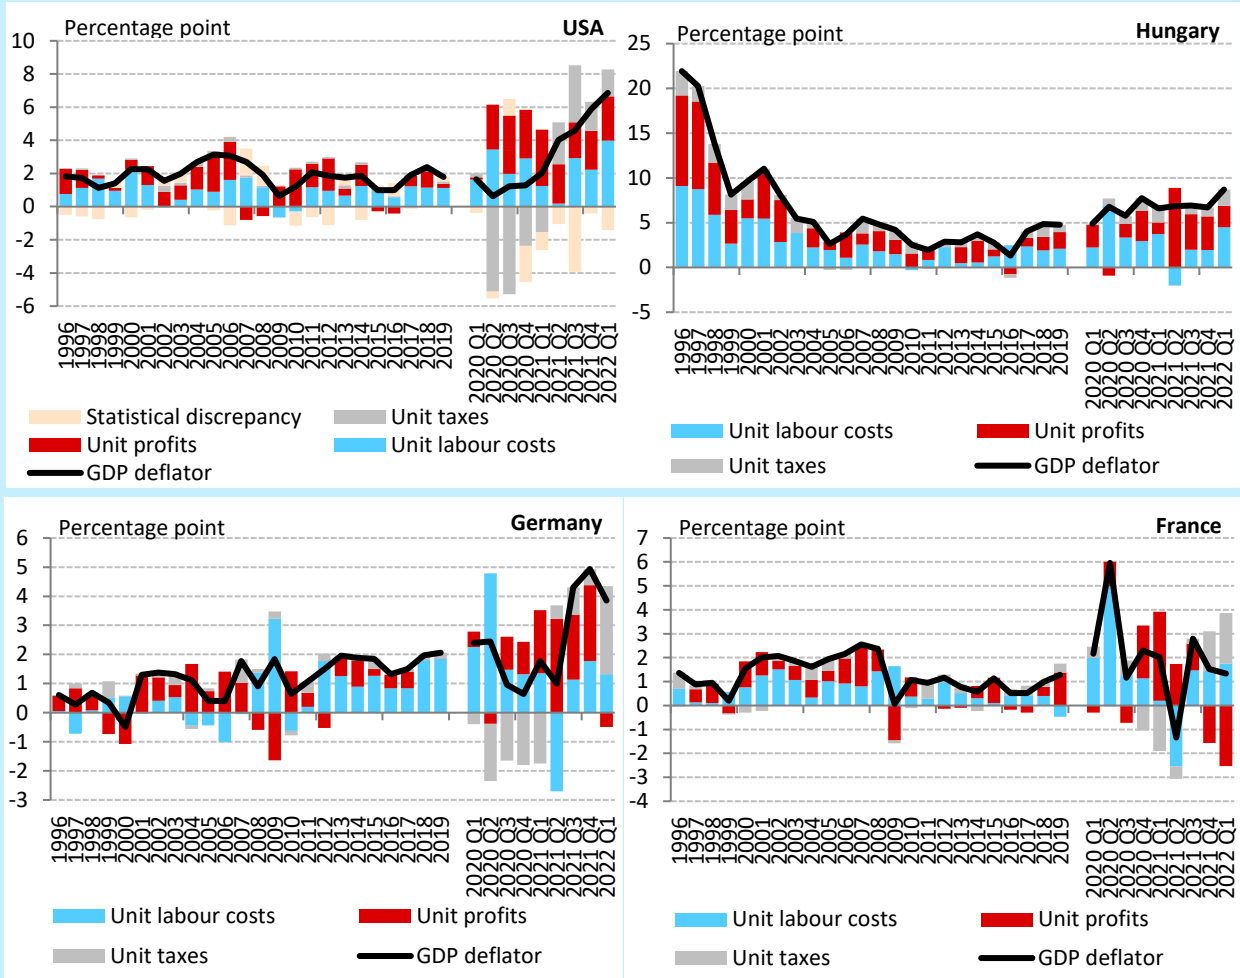 Percentage point
USA
10
8
6
4
2
0
-2
-4
-6
1996 1997 1998 1999 2000 2001 2002 2003 2004 2005 2006 2007 2008 2009 2010 2011 2012 2013 2014 2015 2016 2017 2018 2019 2020 Q1 2020 Q2 2020 Q3 2020 Q4 2021 Q1 2021 Q2 2021 Q3 2021 Q4 2022 Q1
Statistical discrepancy Unit taxes
Unit profits Unit labour costs
GDP deflator
Percentage point
Hungary
25
20
15
10
5
0
-5
1996 1997 1998 1999 2000 2001 2002 2003 2004 2005 2006 2007 2008 2009 2010 2011 2012 2013 2014 2015 2016 2017 2018 2019 2020 Q1 2020 Q2 2020 Q3 2020 Q4 2021 Q1 2021 Q2 2021 Q3 2021 Q4 2022 Q1
Unit labour costs Unit profits
Unit taxes GDP deflator
Percentage point
Germany
6
5
4
3
2
1
0
-1
-2
-3
1996 1997 1998 1999 2000 2001 2002 2003 2004 2005 2006 2007 2008 2009 2010 2011 2012 2013 2014 2015 2016 2017 2018 2019 2020 Q1 2020 Q2 2020 Q3 2020 Q4 2021 Q1 2021 Q2 2021 Q3 2021 Q4 2022 Q1
Unit labour costs Unit profits
Unit taxes GDP deflator
Percentage point
France
7
6
5
4
3
2
1
0
-1
-2
-3
-4
1996 1997 1998 1999 2000 2001 2002 2003 2004 2005 2006 2007 2008 2009 2010 2011 2012 2013 2014 2015 2016 2017 2018 2019 2020 Q1 2020 Q2 2020 Q3 2020 Q4 2021 Q1 2021 Q2 2021 Q3 2021 Q4 2022 Q1
Unit labour costs Unit profits
Unit taxes GDP deflator